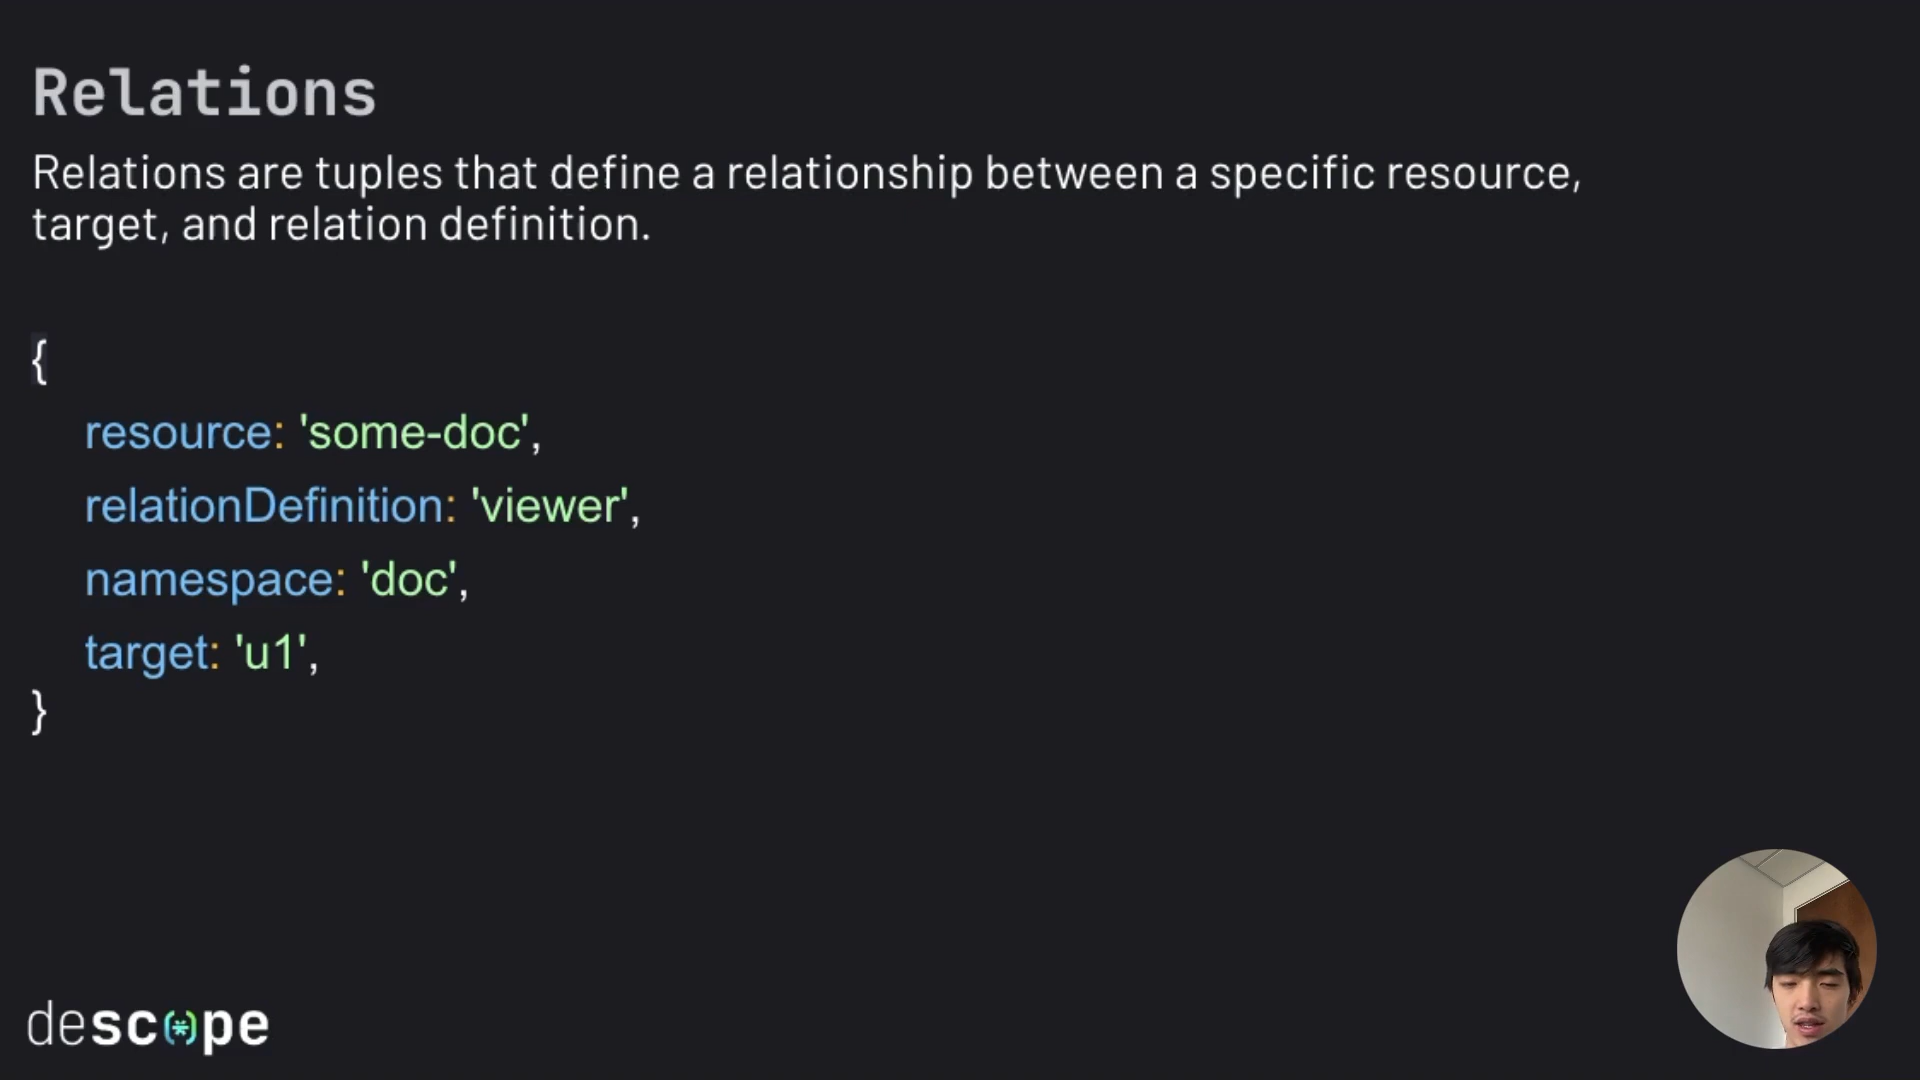 Relations
Relations are tuples that define a relationship between a specific resource,
target, and relation definition.
{
resource: 'some-doc',
relationDefinition: 'viewer',
namespace: 'doc',
target: 'u1',
}
descope